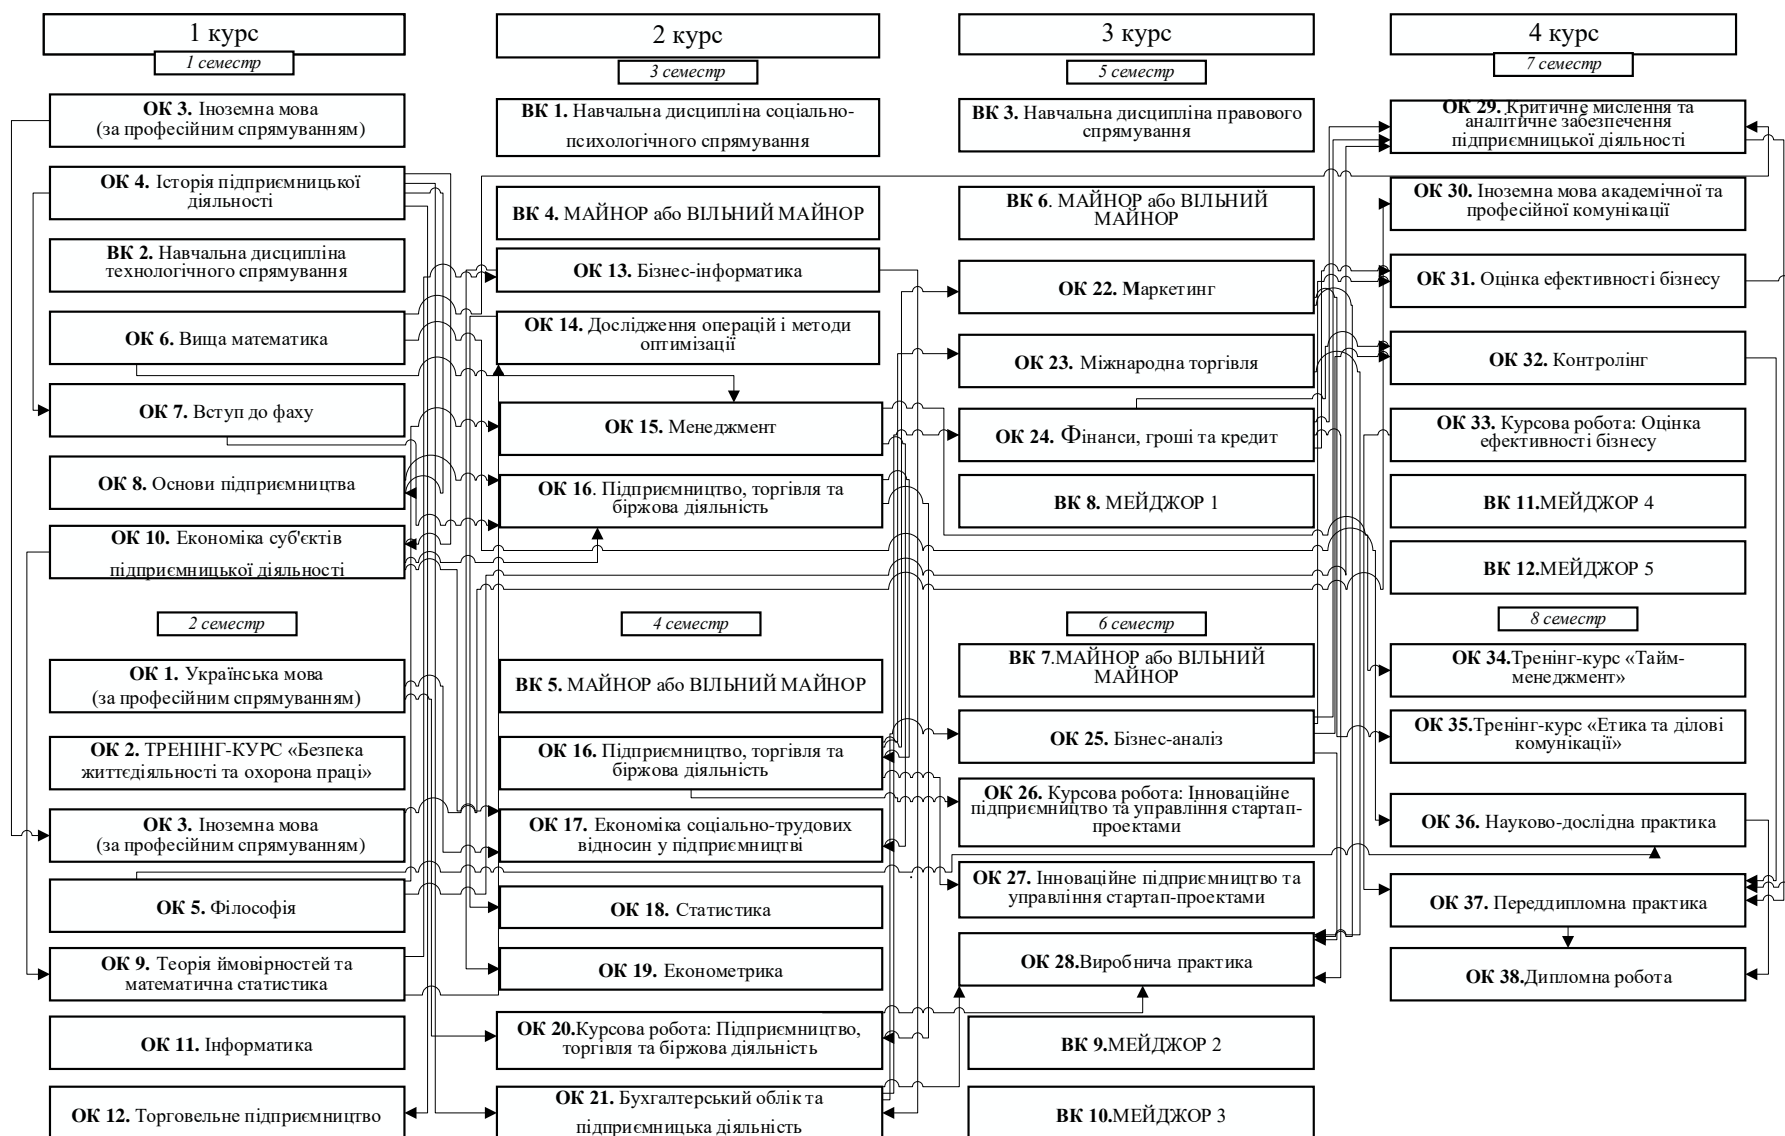 1 курс
1 семестр
ОК 3. Іноземна мова
(за професійним спрямуванням)
ОК 4. Історія підприємницької
діяльності
ВК 2. Навчальна дисципліна
технологічного спрямування
ОК 6. Вища математика
ОК 7. Вступ до фаху
ОК 8. Основи підприємництва
ОК 10. Економіка суб'єктів
підприємницької діяльності
2 семестр
ОК 1. Українська мова
(за професійним спрямуванням)
ОК 2. ТРЕНІНГ-КУРС «Безпека
життєдіяльності та охорона праці»
ОК 3. Іноземна мова
(за професійним спрямуванням)
ОК 5. Філософія
ОК 9. Теорія ймовірностей та
математична статистика
ОК 11. Інформатика
ОК 12. Торговельне підприємництво
2 курс
3 семестр
ВК 1. Навчальна дисципліна соціально-
психологічного спрямування
ВК 4. МАЙНОР або ВІЛЬНИЙ МАЙНОР
ОК 13. Бізнес-інформатика
ОК 14. Дослідження операцій і методи
оптимізації
ОК 15. Менеджмент
ОК 16. Підприємництво, торгівля та
біржова діяльність
4 семестр
ВК 5. МАЙНОР або ВІЛЬНИЙ МАЙНОР
ОК 16. Підприємництво, торгівля та
біржова діяльність
ОК 17. Економіка соціально-трудових
відносин у підприємництві
ОК 18. Статистика
ОК 19. Економетрика
ОК 20.Курсова робота: Підприємництво,
торгівля та біржова діяльність
ОК 21. Бухгалтерський облік та
підприємницька діяльність
3 курс
5 семестр
ВК 3. Навчальна дисципліна правового
спрямування
ВК 6. МАЙНОР або ВІЛЬНИЙ
МАЙНОР
ОК 22. Маркетинг
ОК 23. Міжнародна торгівля
ОК 24. Фінанси, гроші та кредит
ВК 8. МЕЙДЖОР 1
6 семестр
ВК 7.МАЙНОР або ВІЛЬНИЙ
МАЙНОР
ОК 25. Бізнес-аналіз
ОК 26. Курсова робота: Інноваційне
підприємництво та управління стартап-
проектами
ОК 27. Інноваційне підприємництво та
управління стартап-проектами
ОК 28.Виробнича практика
ВК 9.МЕЙДЖОР 2
ВК 10.МЕЙДЖОР 3
4 курс
7 семестр
ОК 29. Критичне мислення та
аналітичне забезпечення
підприємницької діяльності
ОК 30. Іноземна мова академічної та
професійної комунікації
ОК 31. Оцінка ефективності бізнесу
ОК 32. Контролінг
ОК 33. Курсова робота: Оцінка
ефективності бізнесу
ВК 11.МЕЙДЖОР 4
ВК 12.МЕЙДЖОР 5
8 семестр
ОК 34.Тренінг-курс «Тайм-
менеджмент»
ОК 35.Тренінг-курс «Етика та ділові
комунікації»
ОК 36. Науково-дослідна практика
ОК 37. Переддипломна практика
ОК 38.Дипломна робота